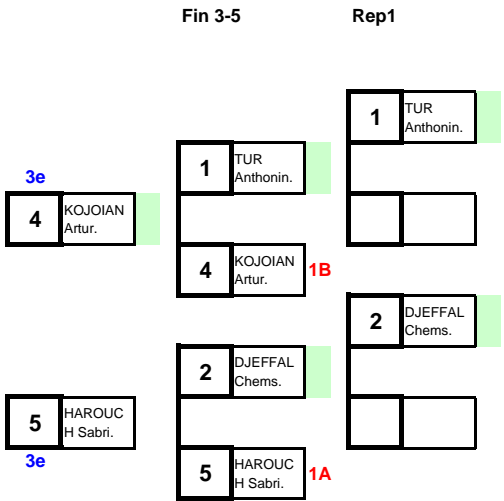 Fin 3-5 Rep1
1 TUR
Anthonin.
1 TUR
Anthonin.
3e
4 KOJOIAN
Artur.
4 KOJOIAN
Artur.
1B
2 DJEFFAL
Chems.
2 DJEFFAL
Chems.
5 HAROUC
H Sabri.
3e
5 HAROUC
H Sabri.
1A